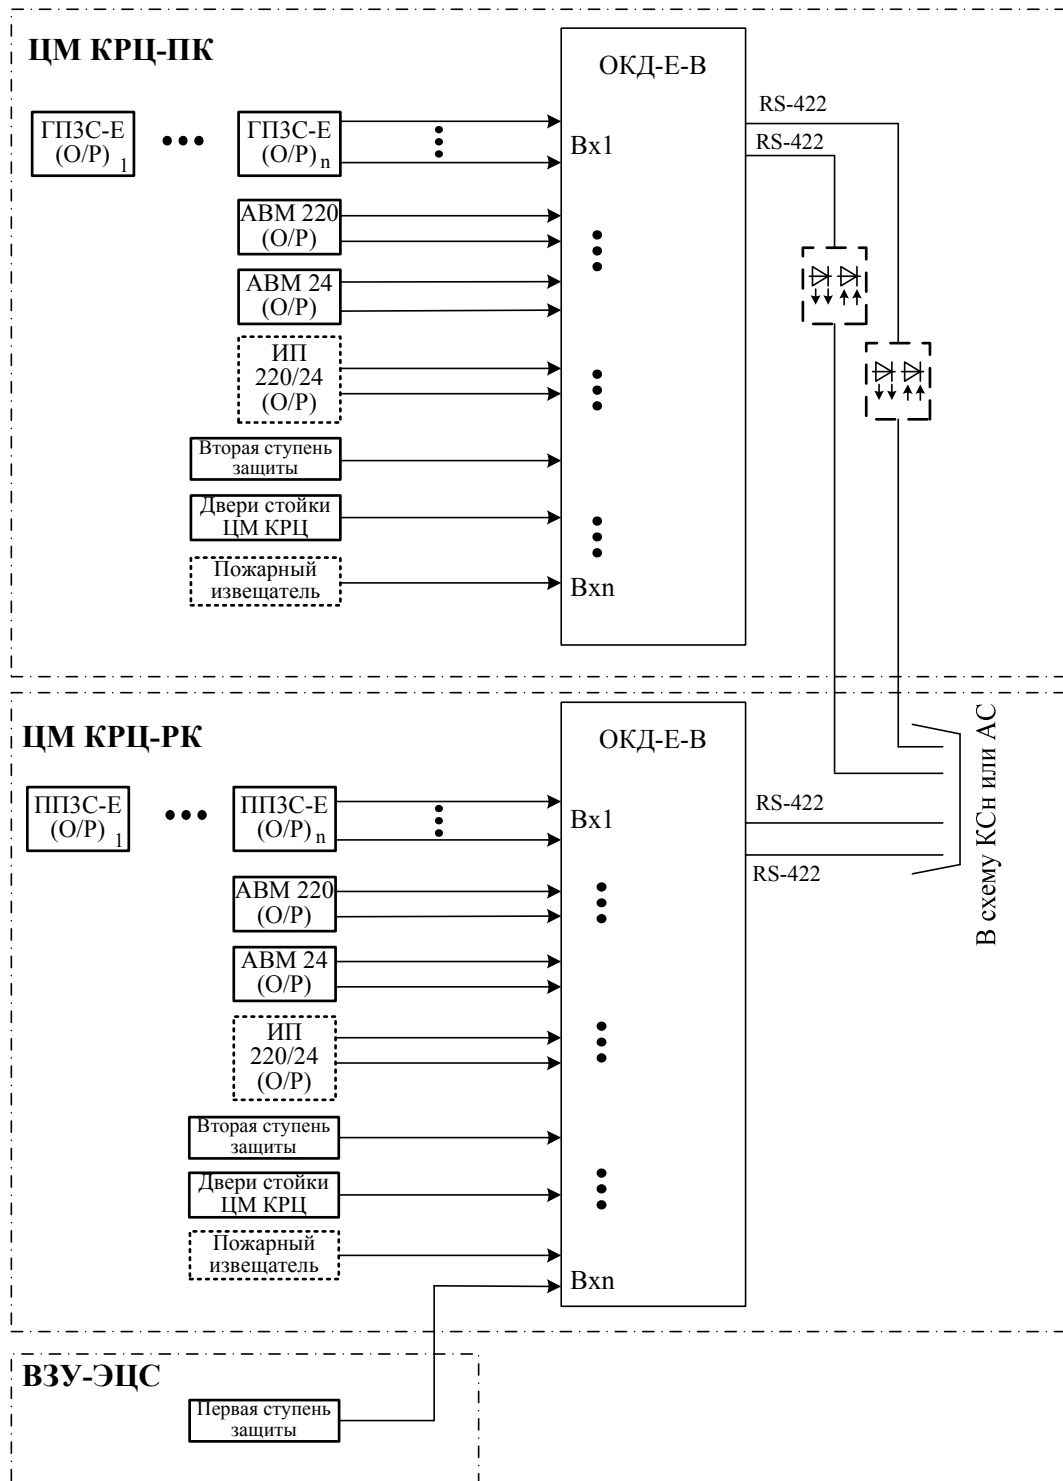 ЦМ КРЦ-ПК
ОКД-Е-В
ГПЗС-Е
(О/Р) 1
ГПЗС-Е
(О/Р) n
Вх1
RS-422
RS-422
АВМ 220
(О/Р)
АВМ 24
(О/Р)
ИП
220/24
(О/Р)
Вторая ступень
защиты
Двери стойки
ЦМ КРЦ
Пожарный
извещатель
Вхn
ЦМ КРЦ-РК
ОКД-Е-В
ППЗС-Е
(О/Р) 1
ППЗС-Е
(О/Р) n
Вх1
RS-422
RS-422
В схему КСн или АС
АВМ 220
(О/Р)
АВМ 24
(О/Р)
ИП
220/24
(О/Р)
Вторая ступень
защиты
Двери стойки
ЦМ КРЦ
Пожарный
извещатель
Вхn
ВЗУ-ЭЦС
Первая ступень
защиты